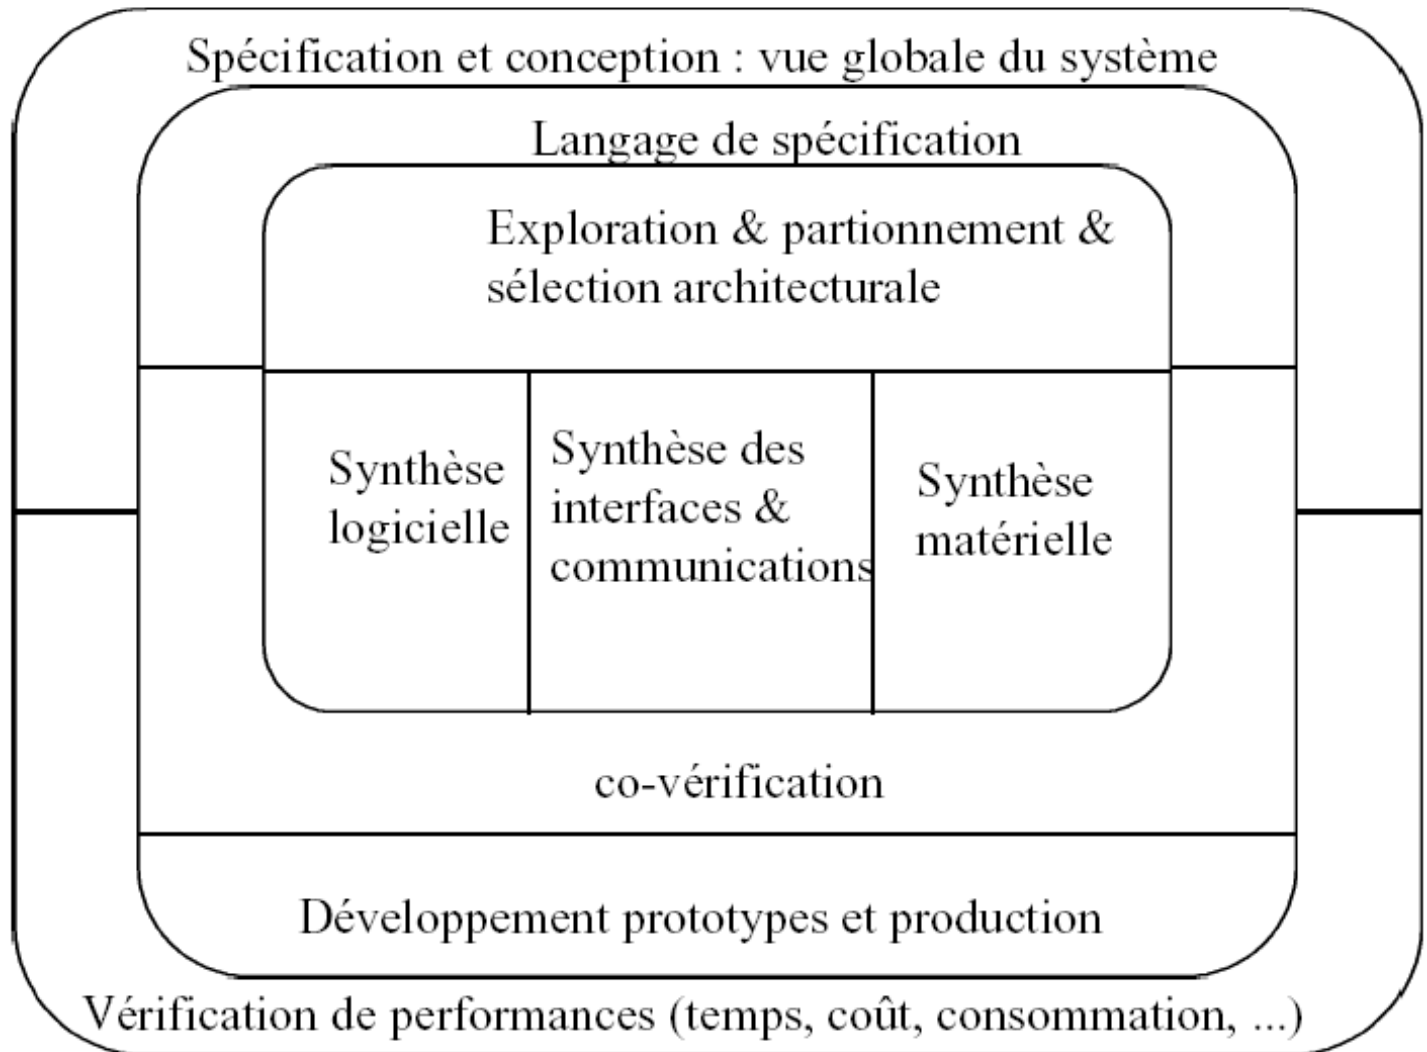 Spécification et conception : vue globale du système
Langage de spécification
Exploration & partionnement &
sélection architecturale
Synthèse
logicielle
Synthèse des
interfaces &
communications
Synthèse
matérielle
co-vérification
Développement prototypes et production
Vérification de performances (temps, coût, consommation, ...)